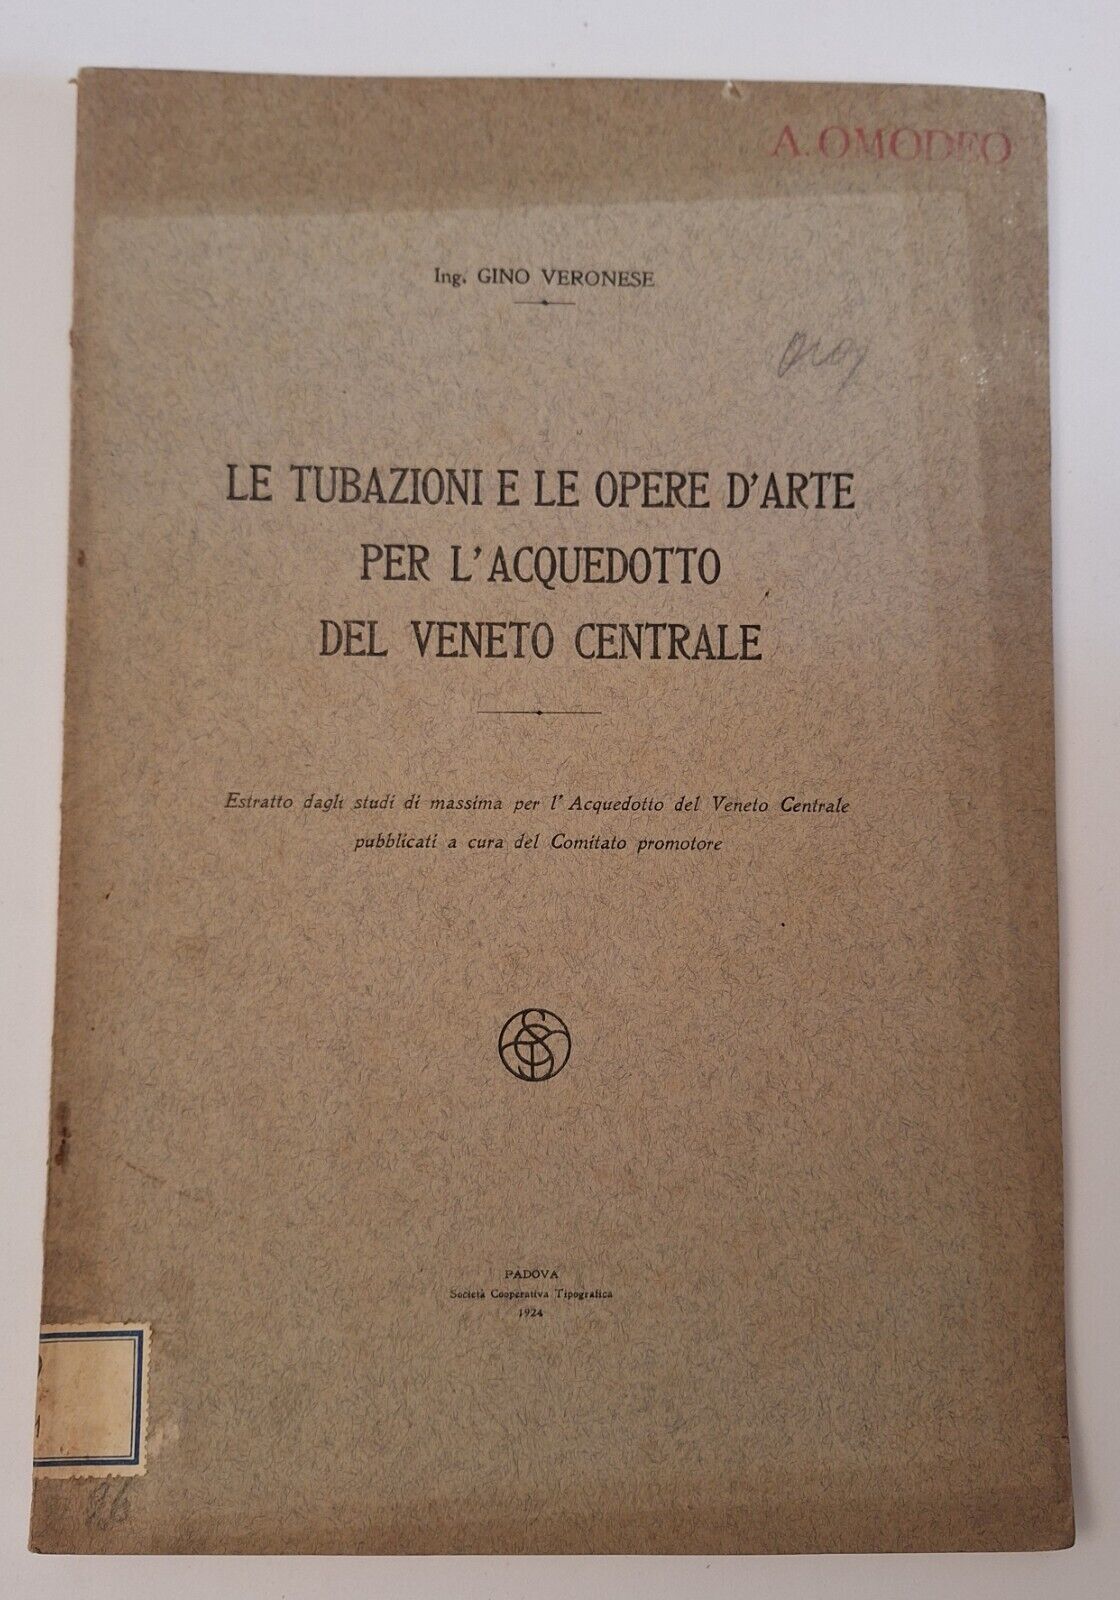 A. OMODEO
Ing. GINO VERONESE
LE TUBAZIONI E LE OPERE D'ARTE
PER L'ACQUEDOTTO
DEL VENETO CENTRALE
Estratto dagli studi di massima per l'Acquedotto del Veneto Centrale
pubblicati a cura del Comitato promotore
PADOVA
Società Cooperativa Tipografica
1924